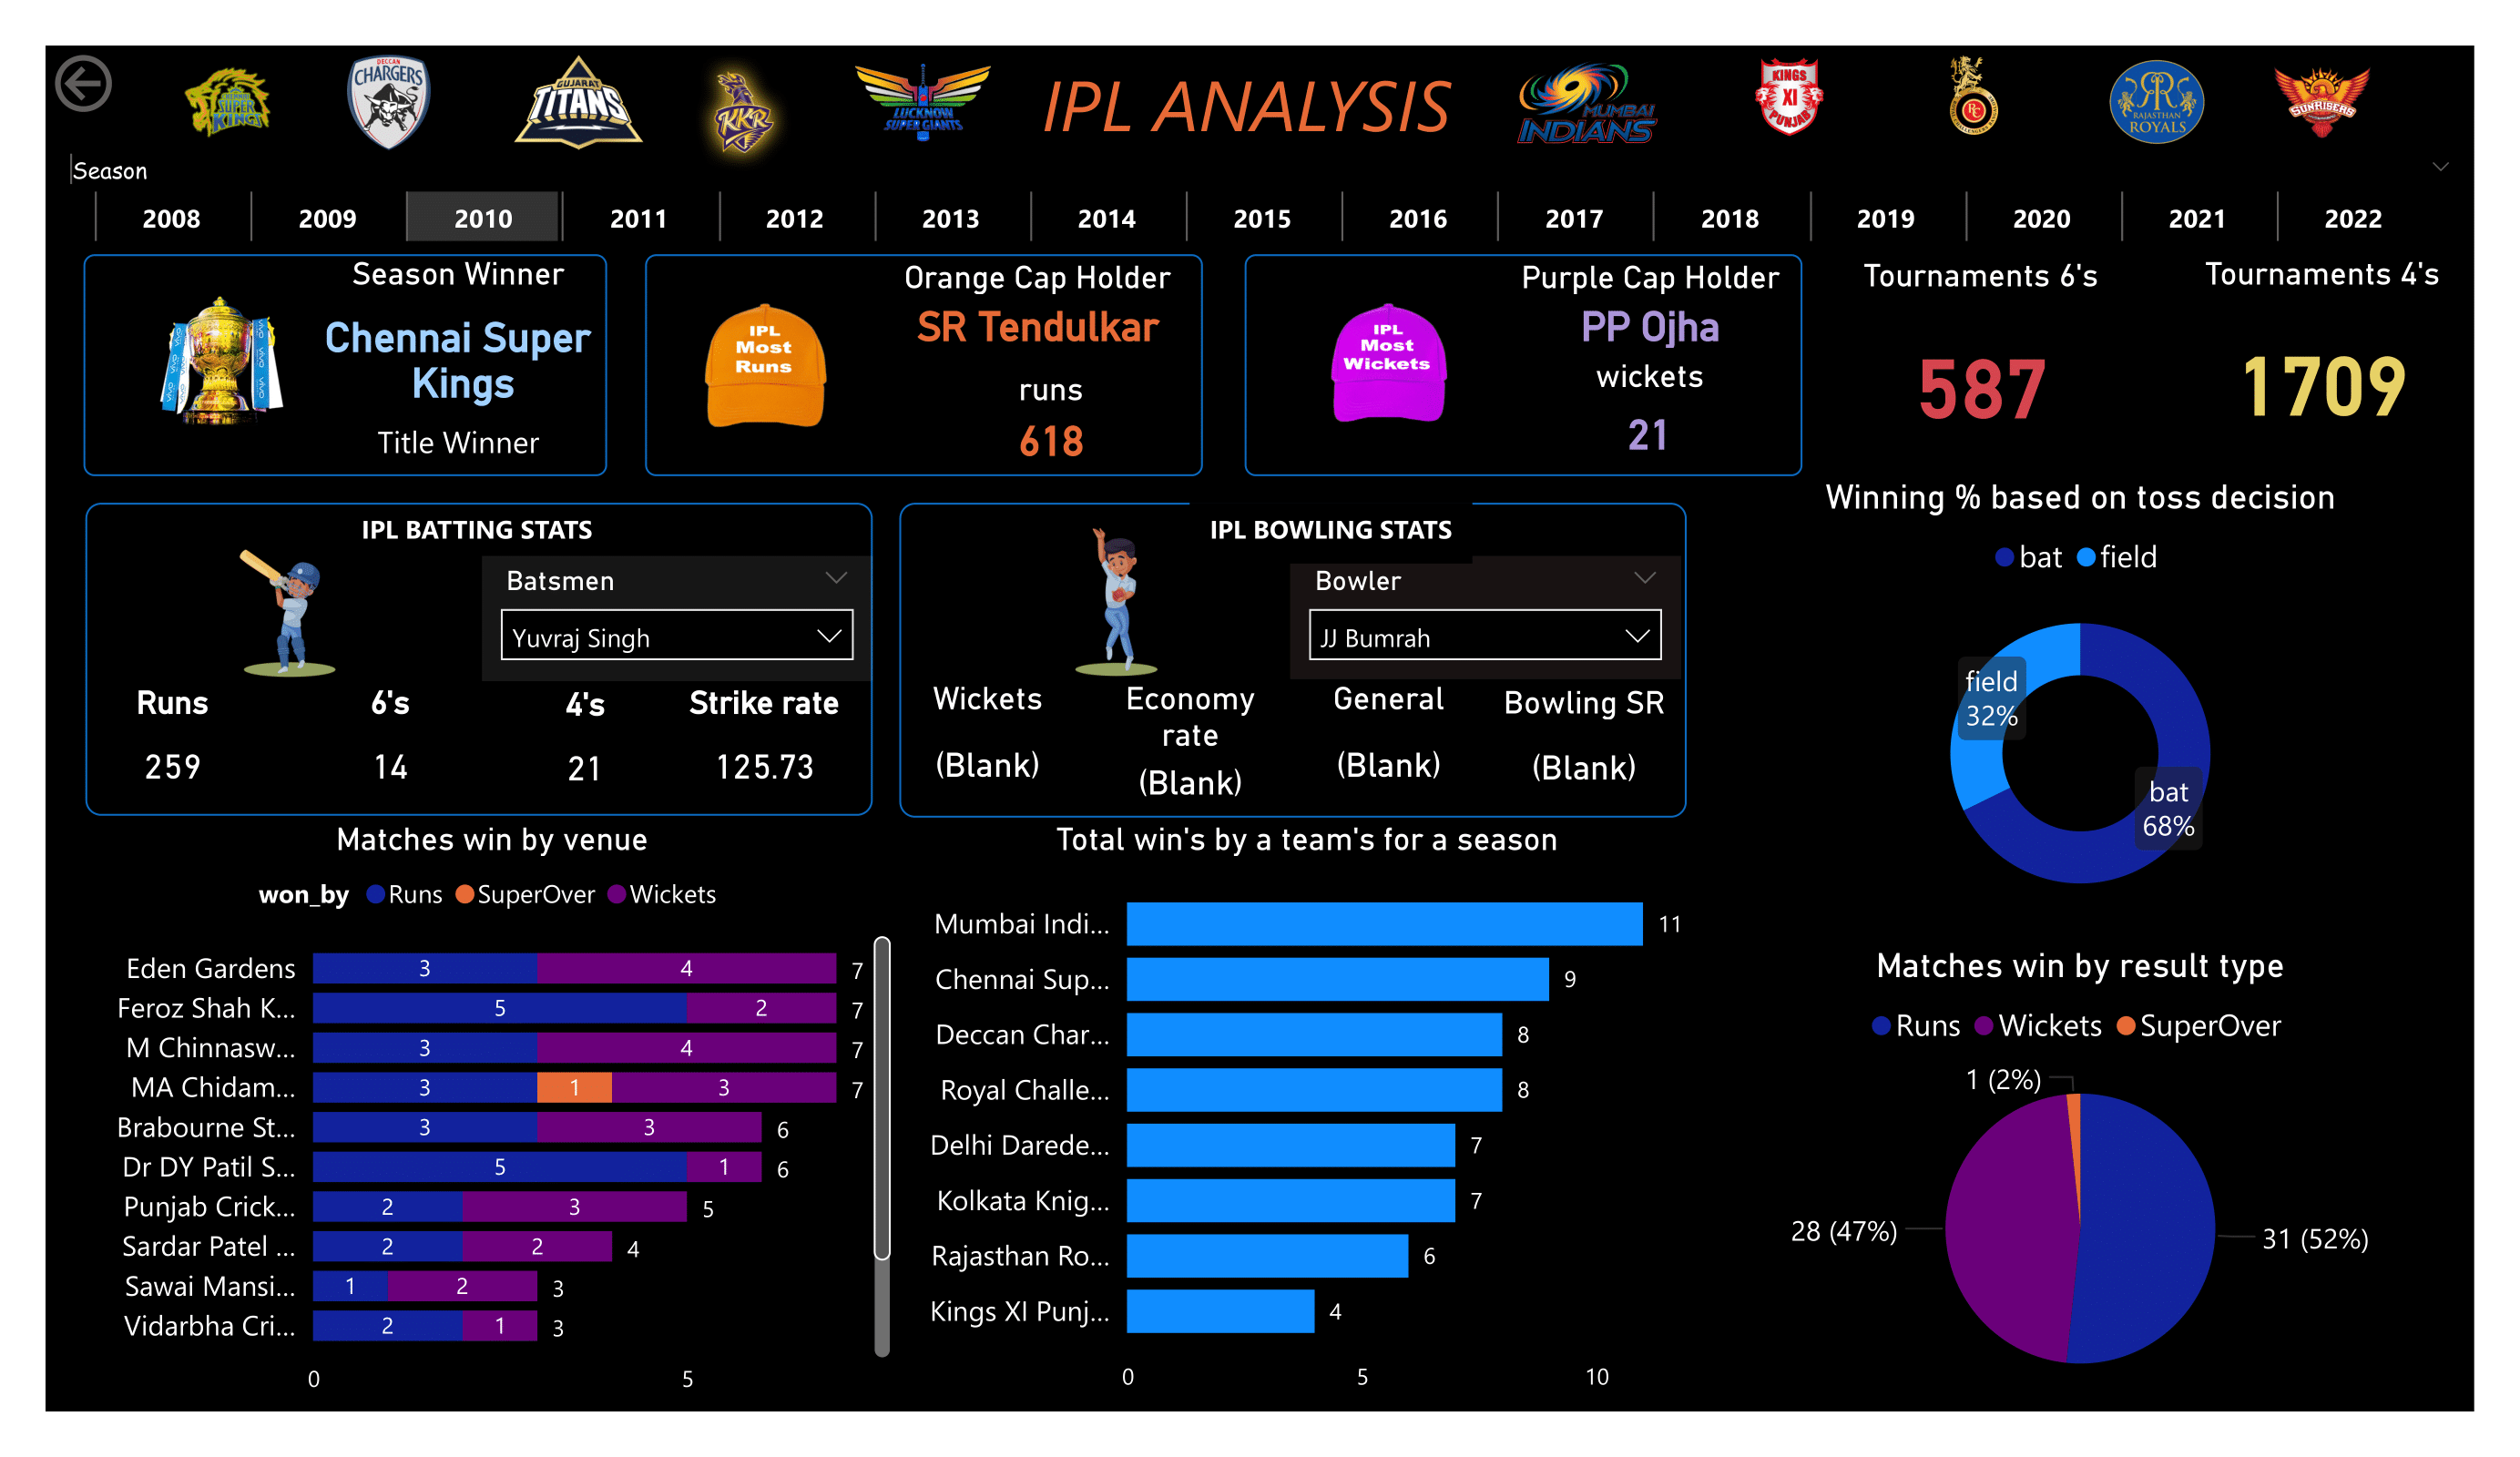 SUPER
KINGS
DECCAN
CHARGERS
GUJARAT
TITANS
KKR
LUCKNOW
SUPER GIANTS
IPL ANALYSIS
MUMBAI
INDIANS
KINGS
XI
PUNJAB
RC
RAJASTHAN
ROYALS
SUNRISERS
Season
2008
2009
2010
2011
2012
2013
2014
2015
2016
2017
2018
2019
2020
2021
2022
Season Winner
Chennai Super
Kings
Title Winner
IPL
Most
Runs
Orange Cap Holder
SR Tendulkar
runs
618
IPL
Most
Wickets
Purple Cap Holder
PP Ojha
wickets
21
Tournaments 6's
587
Tournaments 4's
1709
IPL BATTING STATS
Batsmen
Yuvraj Singh
Runs
6's
4's
Strike rate
259
14
21
125.73
IPL BOWLING STATS
Bowler
JJ Bumrah
Wickets
Economy
rate
General
Bowling SR
(Blank)
(Blank)
(Blank)
(Blank)
Winning % based on toss decision
bat field
field
32%
bat
68%
Matches win by venue
won_by Runs SuperOver Wickets
Eden Gardens 3 4 7
Feroz Shah K... 5 2 7
M Chinnasw... 3 4 7
MA Chidam... 3 1 3 7
Brabourne St... 3 3 6
Dr DY Patil S... 5 1 6
Punjab Crick... 2 3 5
Sardar Patel ... 2 2 4
Sawai Mansi... 1 2 3
Vidarbha Cri... 2 1 3
0 5
Total win's by a team's for a season
Mumbai Indi... 11
Chennai Sup... 9
Deccan Char... 8
Royal Challe... 8
Delhi Darede... 7
Kolkata Knig... 7
Rajasthan Ro... 6
Kings XI Punj... 4
0 5 10
Matches win by result type
Runs Wickets SuperOver
1 (2%)
28 (47%)
31 (52%)